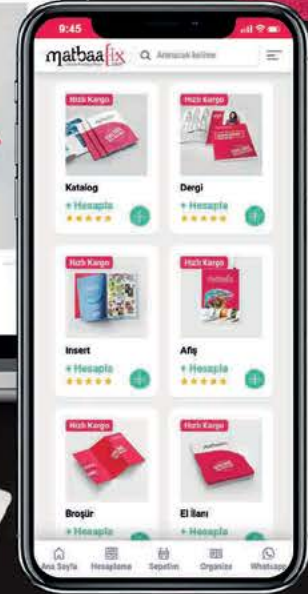 9:45
matbaafix
Aranacak kelime
Hızlı Kargo
Hızlı Kargo
Katalog
Dergi
+ Hesapla
+ Hesapla
Hızlı Kargo
Hızlı Kargo
Insert
Afiş
+ Hesapla
+ Hesapla
Hızlı Kargo
Hızlı Kargo
Broşür
El İlanı
+ Hesapla
+ Hesapla
Ana Sayfa
Hesaplama
Sepetim
Organize
Whatsapp